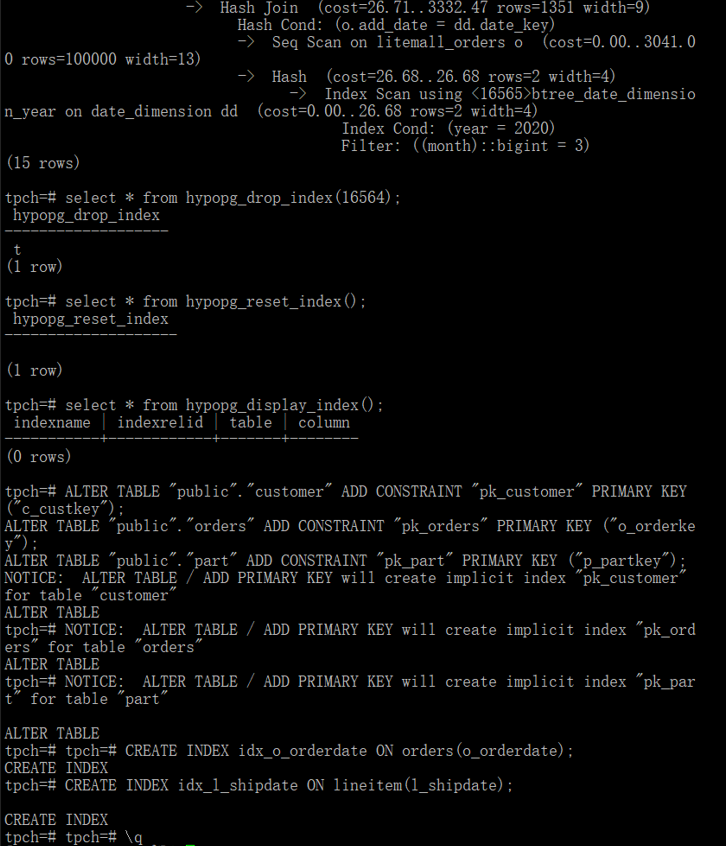 ->  Hash Join  (cost=26.71..3332.47 rows=1351 width=9)
Hash Cond: (o.add_date = dd.date_key)
->  Seq Scan on litemall_orders o  (cost=0.00..3041.0
0 rows=100000 width=13)
->  Hash  (cost=26.68..26.68 rows=2 width=4)
->  Index Scan using <16565>btree_date_dimensio
n_year on date_dimension dd  (cost=0.00..26.68 rows=2 width=4)
Index Cond: (year = 2020)
Filter: ((month)::bigint = 3)
(15 rows)
tpch=# select * from hypopg_drop_index(16564);
hypopg_drop_index
-------------------
t
(1 row)
tpch=# select * from hypopg_reset_index();
hypopg_reset_index
--------------------
(1 row)
tpch=# select * from hypopg_display_index();
indexname | indexrelid | table | column
-----------+------------+-------+--------
(0 rows)
tpch=# ALTER TABLE "public"."customer" ADD CONSTRAINT "pk_customer" PRIMARY KEY
("c_custkey");
ALTER TABLE "public"."orders" ADD CONSTRAINT "pk_orders" PRIMARY KEY ("o_orderke
y");
ALTER TABLE "public"."part" ADD CONSTRAINT "pk_part" PRIMARY KEY ("p_partkey");
NOTICE:  ALTER TABLE / ADD PRIMARY KEY will create implicit index "pk_customer"
for table "customer"
ALTER TABLE
tpch=# NOTICE:  ALTER TABLE / ADD PRIMARY KEY will create implicit index "pk_ord
ers" for table "orders"
ALTER TABLE
tpch=# NOTICE:  ALTER TABLE / ADD PRIMARY KEY will create implicit index "pk_par
t" for table "part"
ALTER TABLE
tpch=# tpch=# CREATE INDEX idx_o_orderdate ON orders(o_orderdate);
CREATE INDEX
tpch=# CREATE INDEX idx_l_shipdate ON lineitem(l_shipdate);
CREATE INDEX
tpch=# tpch=# \q